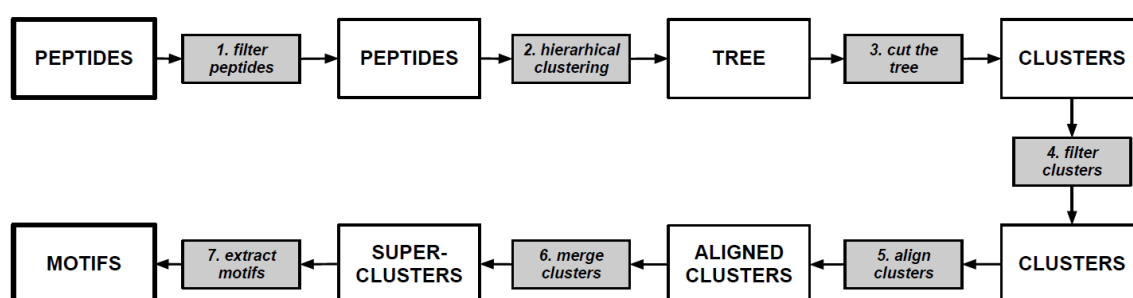 PEPTIDES
1. filter
peptides
PEPTIDES
2. hierarhical
clustering
TREE
3. cut the
tree
CLUSTERS
4. filter
clusters
CLUSTERS
5. align
clusters
ALIGNED
CLUSTERS
6. merge
clusters
SUPER-
CLUSTERS
7. extract
motifs
MOTIFS